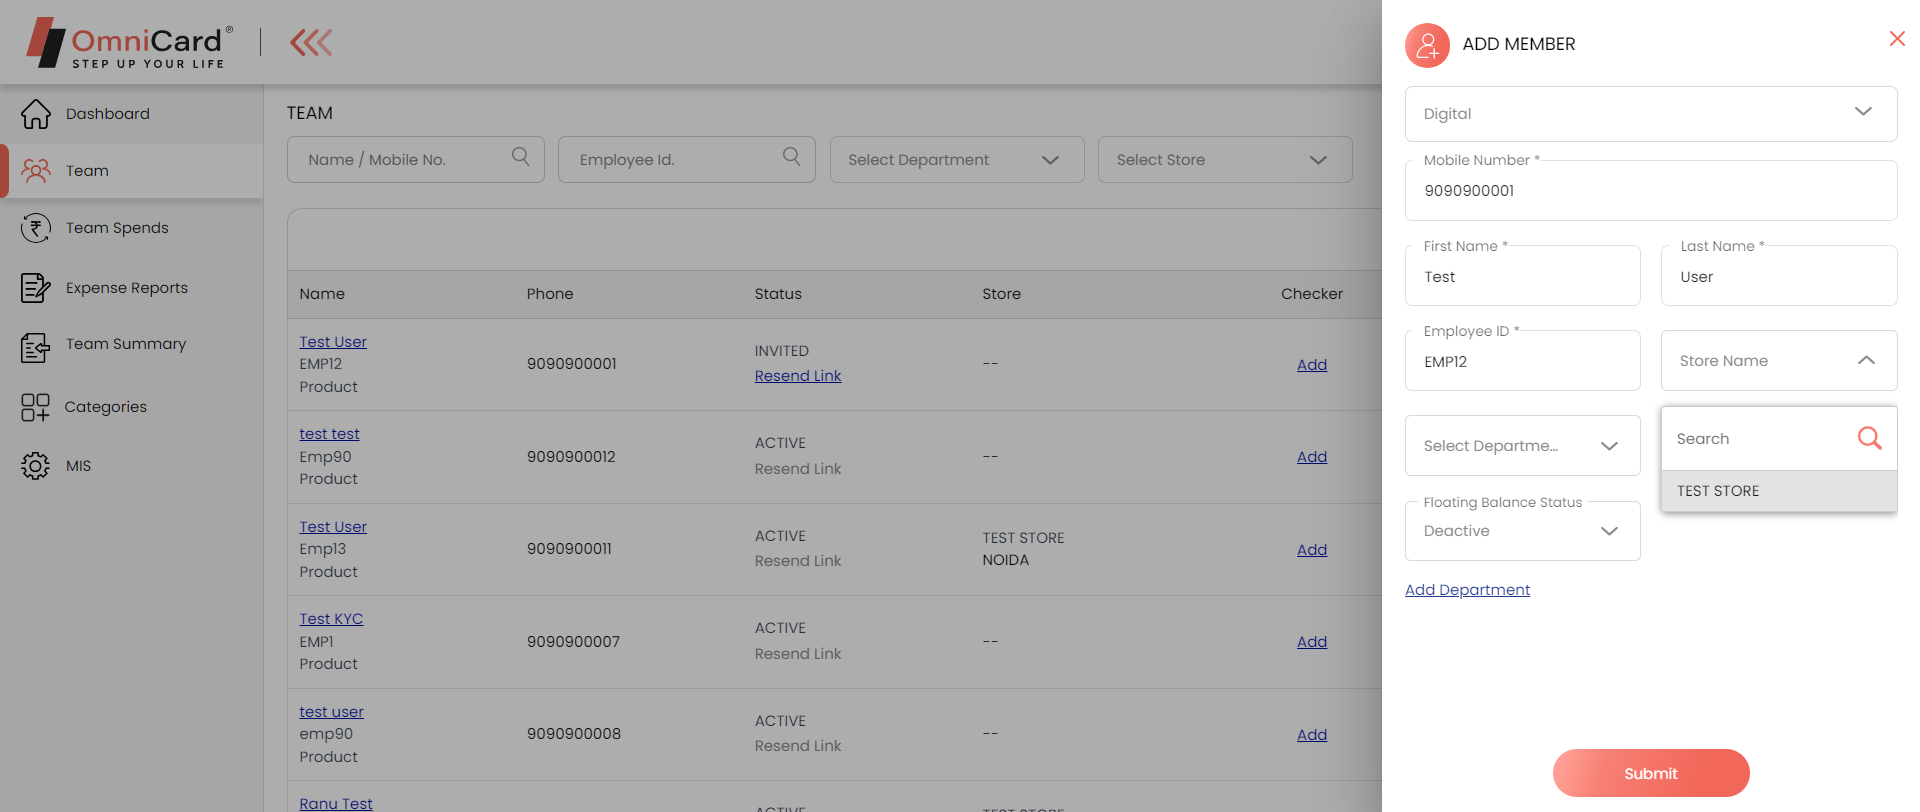 OmniCard®
STEP UP YOUR LIFE
Dashboard
Team
Team Spends
Expense Reports
Team Summary
Categories
MIS
TEAM
Name / Mobile No.
Employee Id.
Select Department
Select Store
Name Phone Status Store Checker
Test User
EMP12
Product
9090900001
INVITED
Resend Link
--
Add
test test
Emp90
Product
9090900012
ACTIVE
Resend Link
--
Add
Test User
Emp13
Product
9090900011
ACTIVE
Resend Link
TEST STORE
NOIDA
Add
Test KYC
EMP1
Product
9090900007
ACTIVE
Resend Link
--
Add
test user
emp90
Product
9090900008
ACTIVE
Resend Link
--
Add
Ranu Test
ACTIVE
TEST STORE
ADD MEMBER
Digital
Mobile Number *
9090900001
First Name *
Test
Last Name *
User
Employee ID *
EMP12
Store Name
Search
TEST STORE
Select Departme...
Floating Balance Status
Deactive
Add Department
Submit